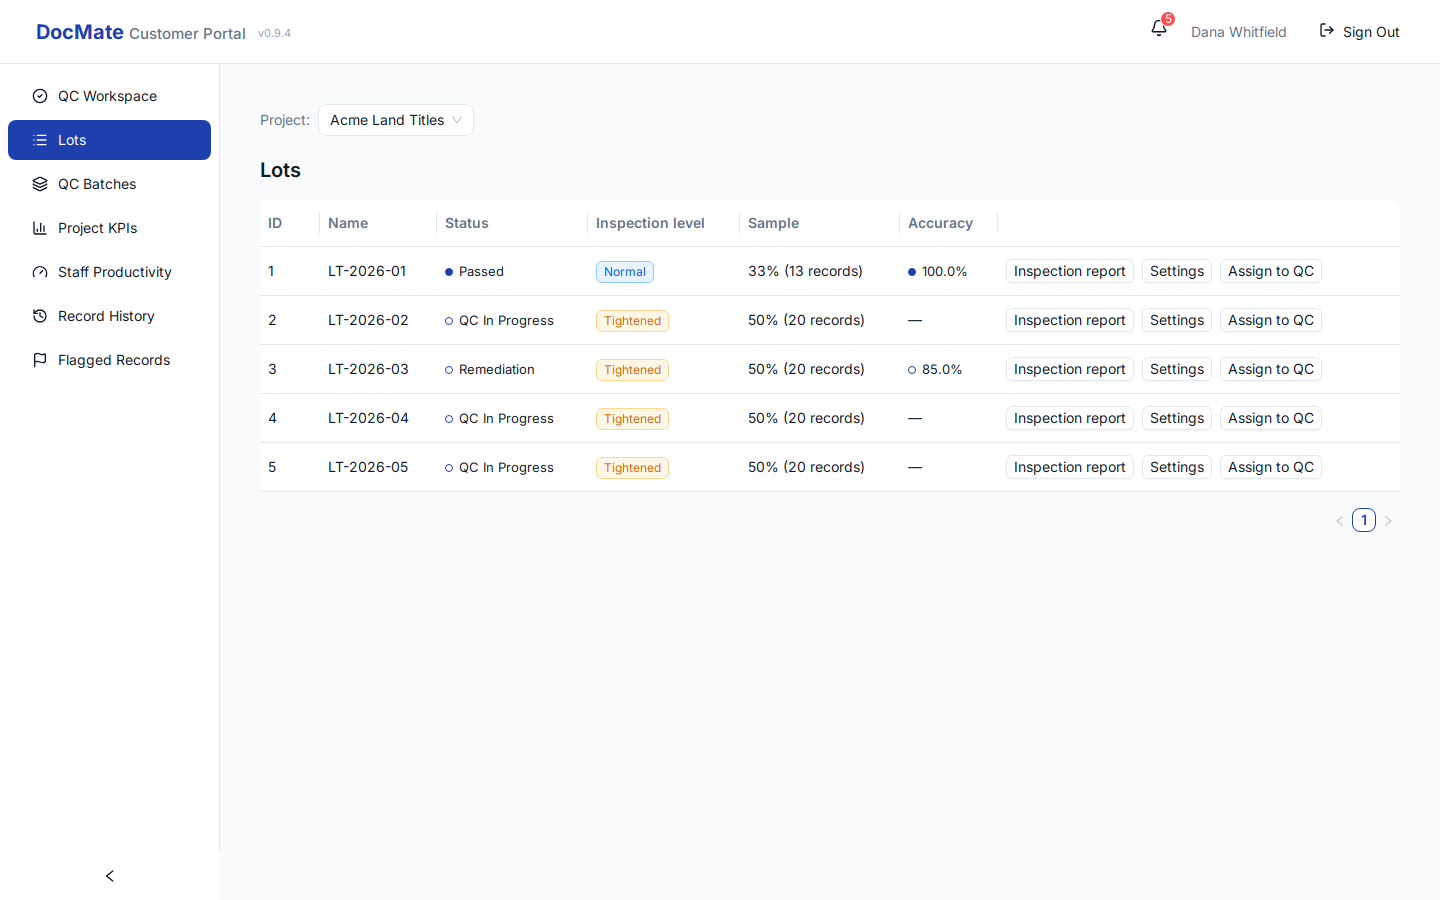 DocMate Customer Portal v0.9.4
5
Dana Whitfield
Sign Out
QC Workspace
Lots
QC Batches
Project KPIs
Staff Productivity
Record History
Flagged Records
Project: Acme Land Titles
Lots
ID Name Status Inspection level Sample Accuracy
1 LT-2026-01 Passed Normal 33% (13 records) 100.0% Inspection report Settings Assign to QC
2 LT-2026-02 QC In Progress Tightened 50% (20 records) — Inspection report Settings Assign to QC
3 LT-2026-03 Remediation Tightened 50% (20 records) 85.0% Inspection report Settings Assign to QC
4 LT-2026-04 QC In Progress Tightened 50% (20 records) — Inspection report Settings Assign to QC
5 LT-2026-05 QC In Progress Tightened 50% (20 records) — Inspection report Settings Assign to QC
1